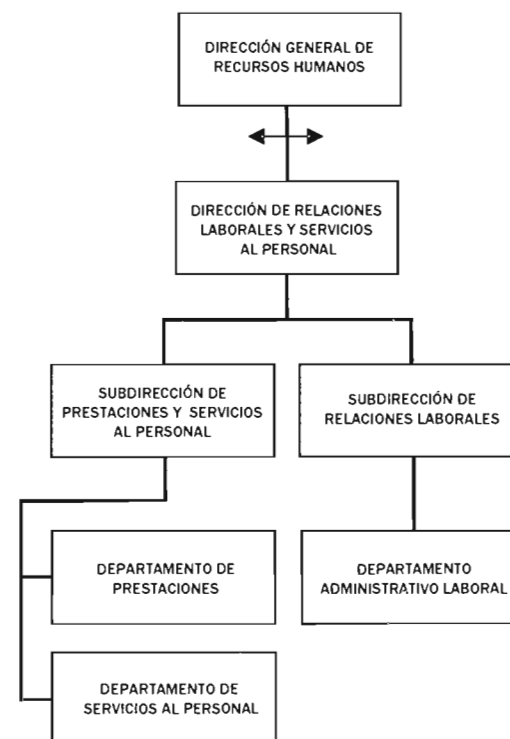 DIRECCIÓN GENERAL DE
RECURSOS HUMANOS
DIRECCIÓN DE RELACIONES
LABORALES Y SERVICIOS
AL PERSONAL
SUBDIRECCIÓN DE
PRESTACIONES Y SERVICIOS
AL PERSONAL
SUBDIRECCIÓN DE
RELACIONES LABORALES
DEPARTAMENTO DE
PRESTACIONES
DEPARTAMENTO
ADMINISTRATIVO LABORAL
DEPARTAMENTO DE
SERVICIOS AL PERSONAL